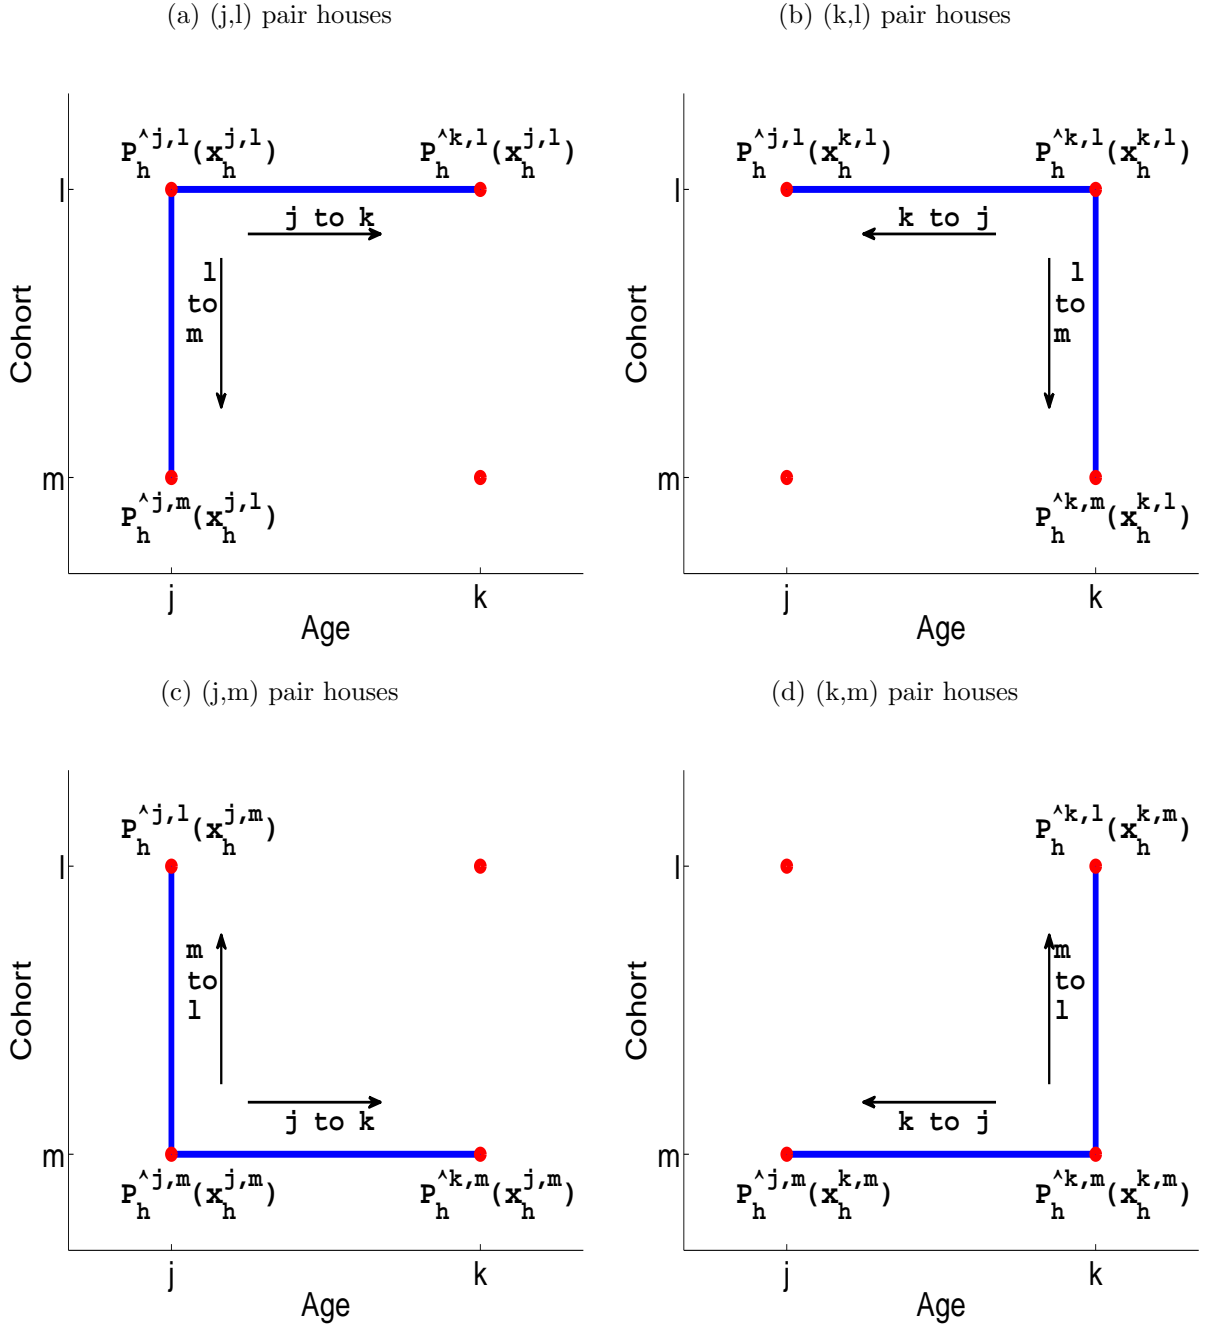 (a) (j,l) pair houses
P_h^^j,l(x_h^j,l)
P_h^^k,l(x_h^j,l)
l
j to k
l
to
m
Cohort
m
P_h^^j,m(x_h^j,l)
j
k
Age
(b) (k,l) pair houses
P_h^^j,l(x_h^k,l)
P_h^^k,l(x_h^k,l)
l
k to j
l
to
m
Cohort
m
P_h^^k,m(x_h^k,l)
j
k
Age
(c) (j,m) pair houses
P_h^^j,l(x_h^j,m)
l
m
to
l
Cohort
j to k
m
P_h^^j,m(x_h^j,m)
P_h^^k,m(x_h^j,m)
j
k
Age
(d) (k,m) pair houses
P_h^^k,l(x_h^k,m)
l
m
to
l
Cohort
k to j
m
P_h^^j,m(x_h^k,m)
P_h^^k,m(x_h^k,m)
j
k
Age